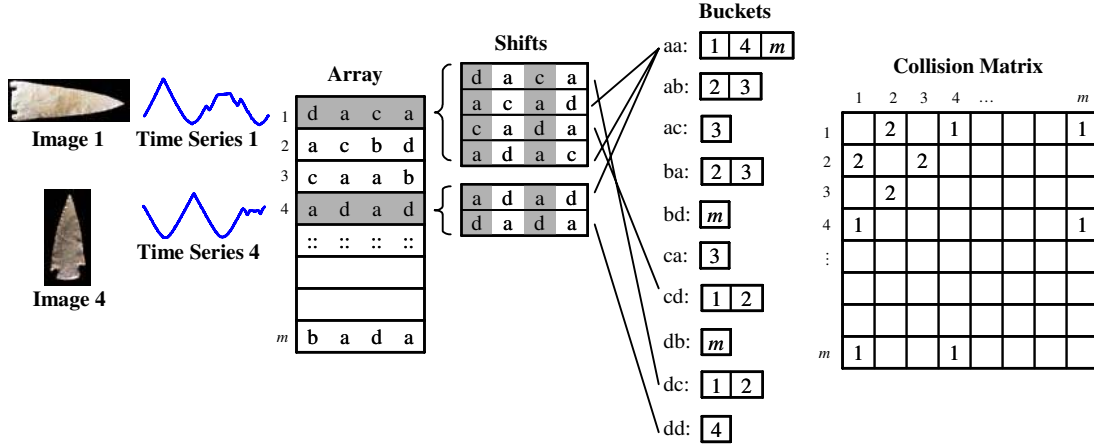 Buckets
Shifts
Array
Collision Matrix
Image 1
Time Series 1
Image 4
Time Series 4
1 d a c a
2 a c b d
3 c a a b
4 a d a d
:: :: :: ::
m b a d a
d a c a
a c a d
c a d a
a d a c
a d a d
d a d a
aa: 1 4 m
ab: 2 3
ac: 3
ba: 2 3
bd: m
ca: 3
cd: 1 2
db: m
dc: 1 2
dd: 4
1 2 3 4 … m
1 2 1 1
2 2 2
3 2
4 1 1
⋮
m 1 1